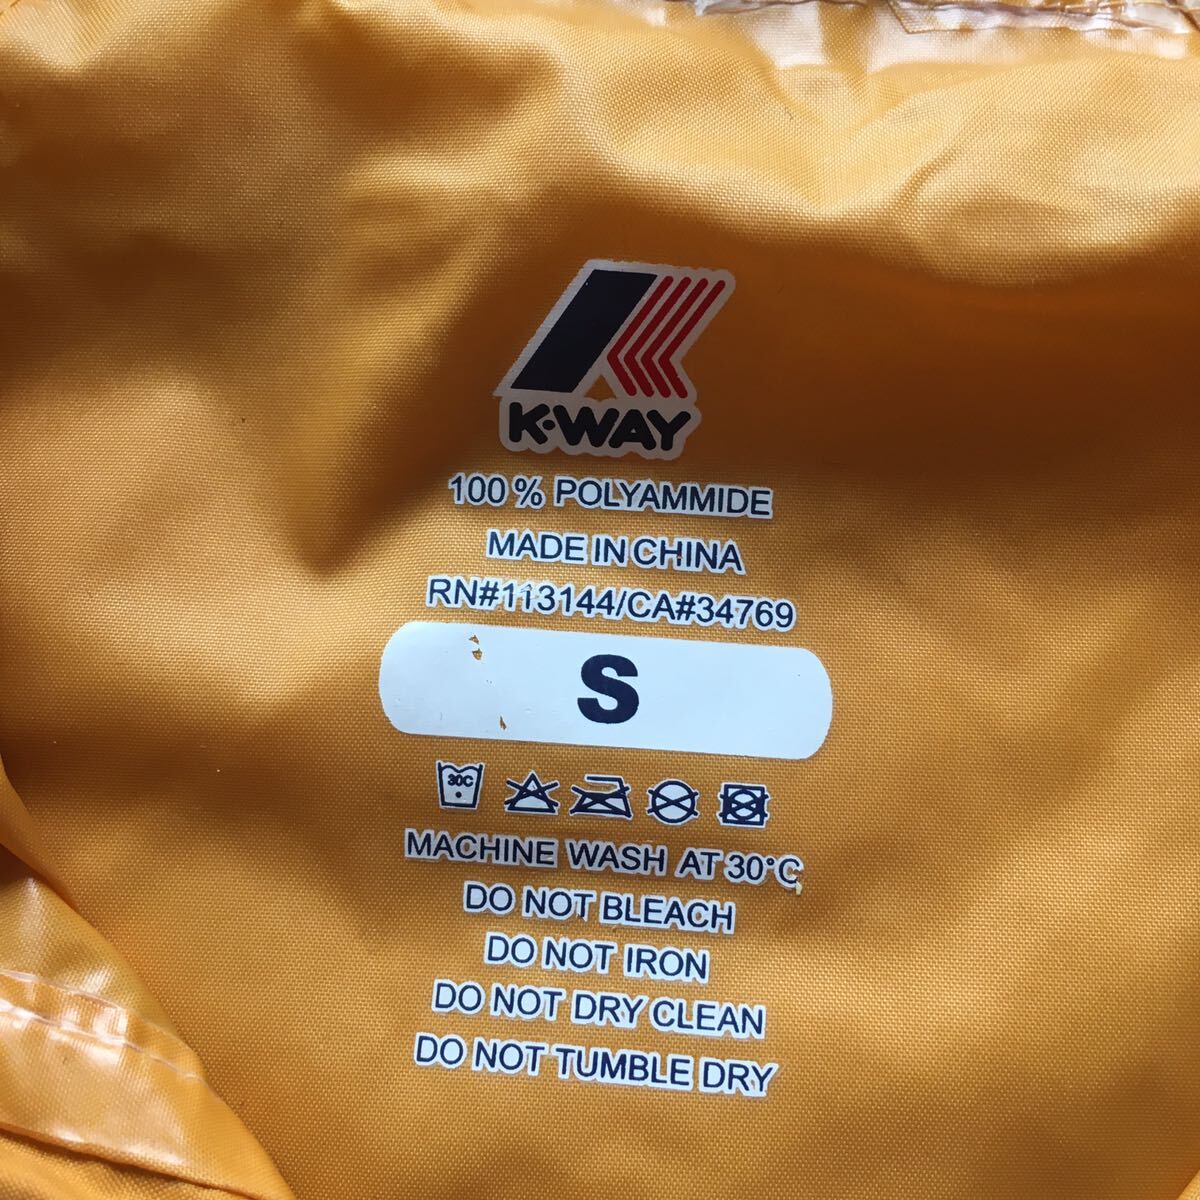 K·WAY
100 % POLYAMMIDE
MADE IN CHINA
RN#113144/CA#34769
S
30C
MACHINE WASH AT 30°C
DO NOT BLEACH
DO NOT IRON
DO NOT DRY CLEAN
DO NOT TUMBLE DRY